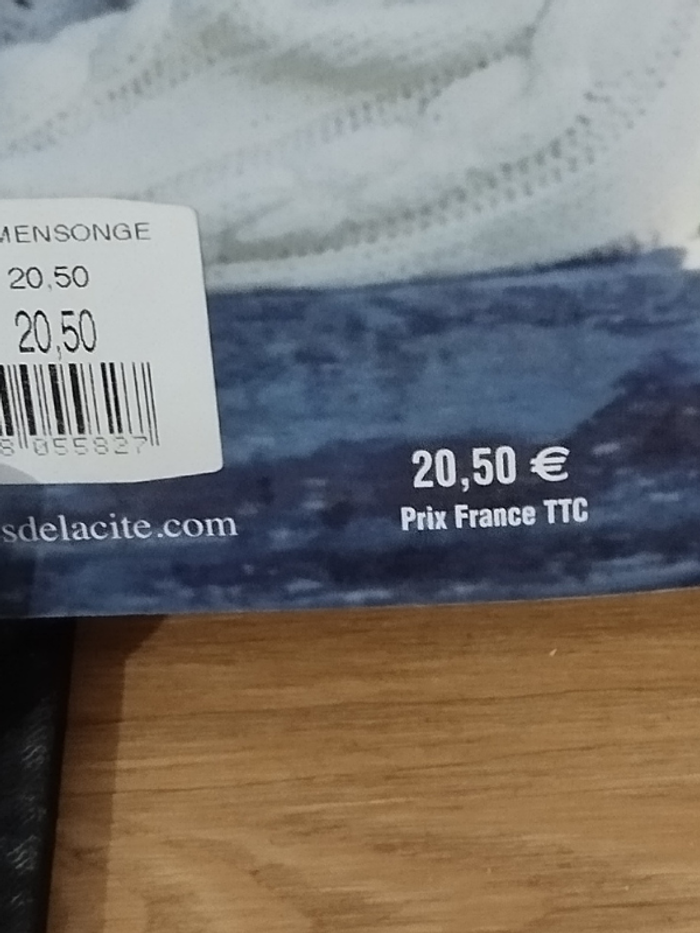 MENSONGE
20,50
20,50
8 055827
sdelacite.com
20,50 €
Prix France TTC